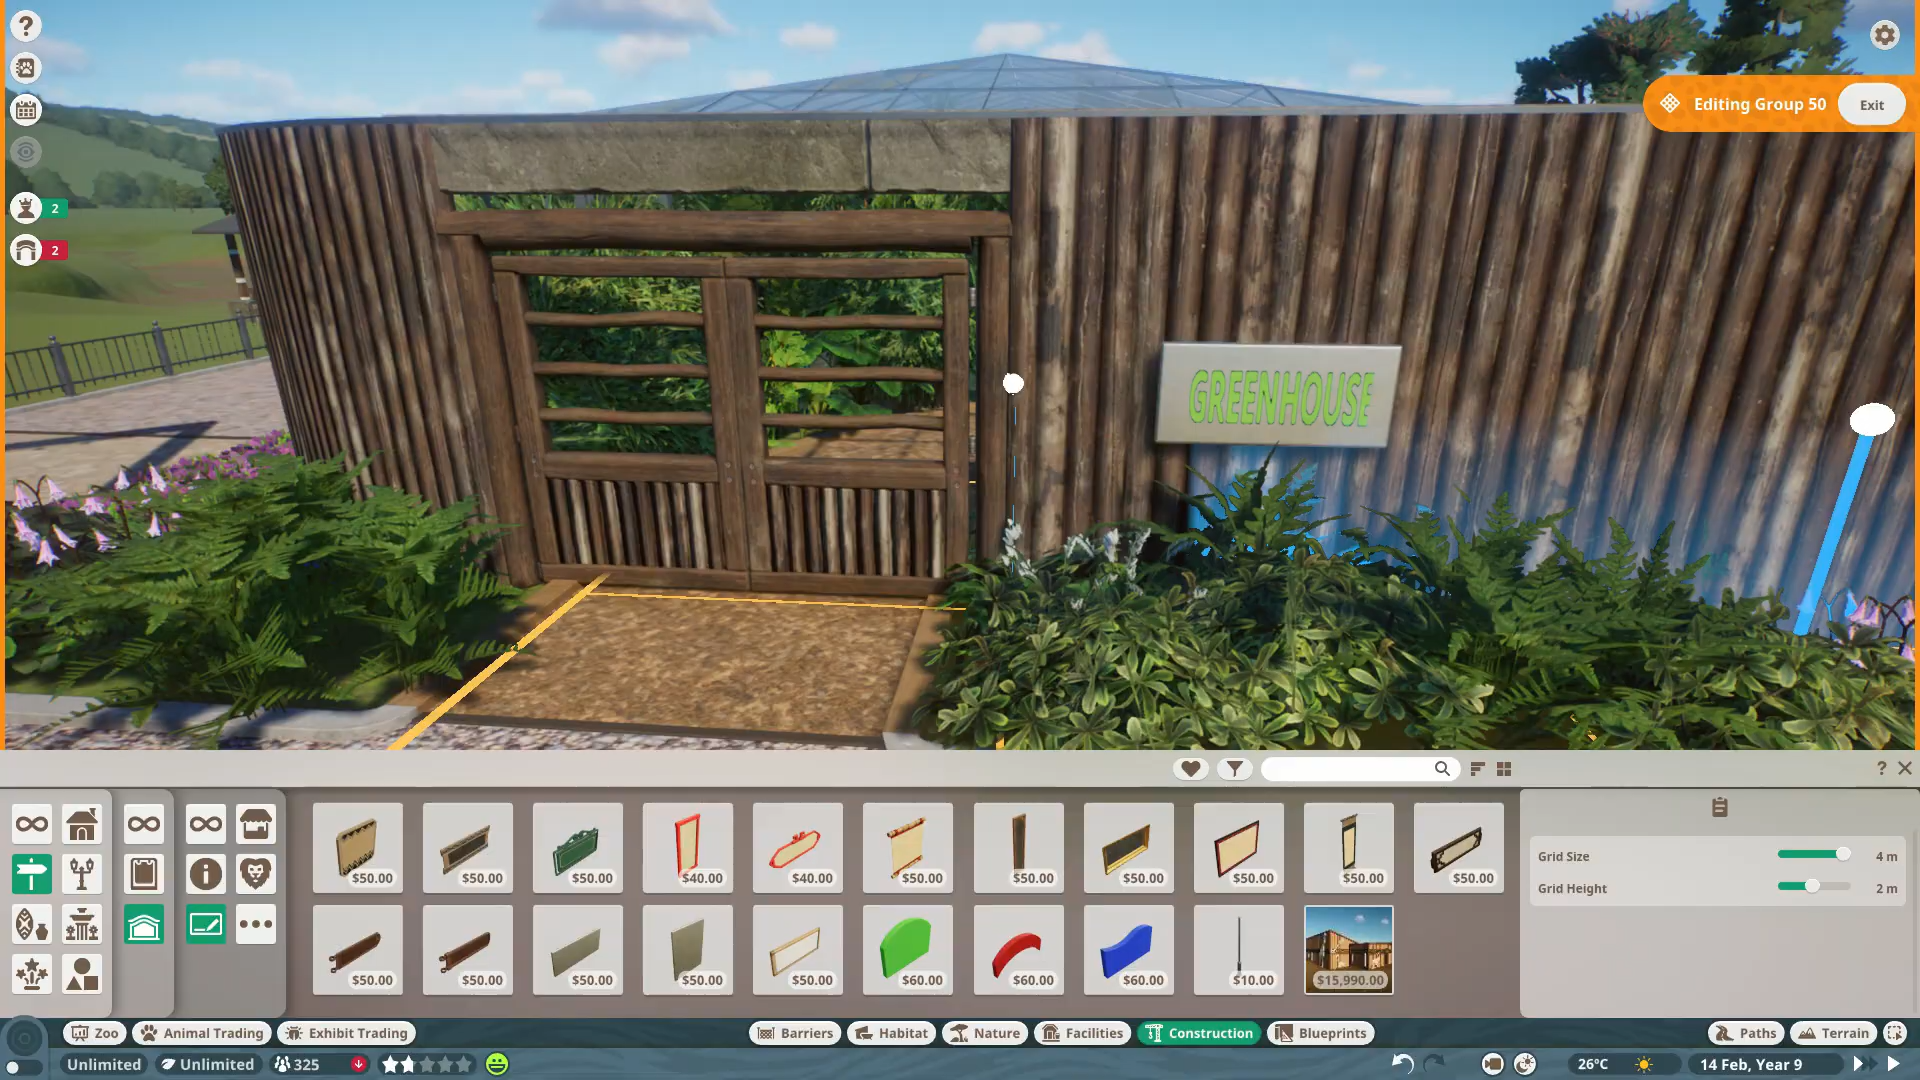 ?
Editing Group 50
Exit
2
2
GREENHOUSE
?
$50.00
$50.00
$50.00
$40.00
$40.00
$50.00
$50.00
$50.00
$50.00
$50.00
$50.00
$50.00
$50.00
$50.00
$50.00
$50.00
$60.00
$60.00
$60.00
$10.00
$15,990.00
Grid Size
4 m
Grid Height
2 m
Zoo
Animal Trading
Exhibit Trading
Barriers
Habitat
Nature
Facilities
Construction
Blueprints
Paths
Terrain
Unlimited
Unlimited
325
26°C
14 Feb, Year 9